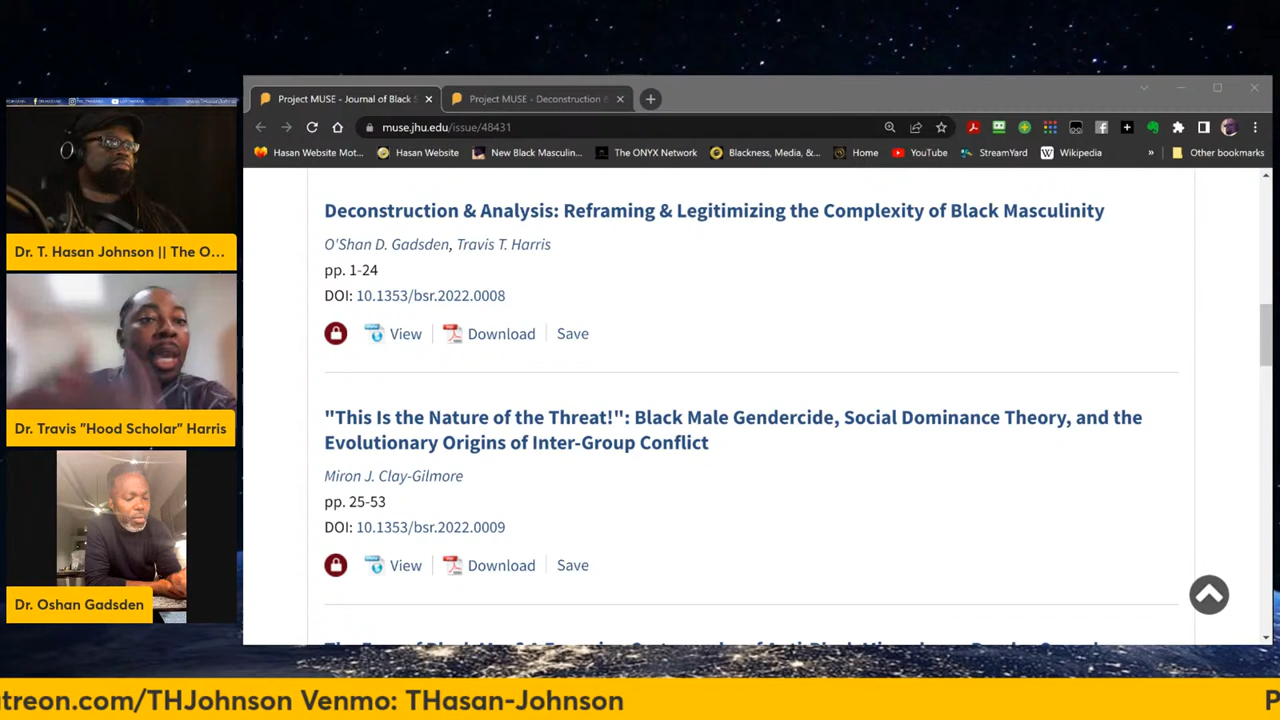 Project MUSE - Journal of Black
Project MUSE - Deconstruction
muse.jhu.edu/issue/48431
Hasan Website Mot...
Hasan Website
New Black Masculin...
The ONYX Network
Blackness, Media, &...
Home
YouTube
StreamYard
Wikipedia
»
Other bookmarks
Deconstruction & Analysis: Reframing & Legitimizing the Complexity of Black Masculinity
O'Shan D. Gadsden, Travis T. Harris
pp. 1-24
DOI: 10.1353/bsr.2022.0008
View
Download
Save
"This Is the Nature of the Threat!": Black Male Gendercide, Social Dominance Theory, and the
Evolutionary Origins of Inter-Group Conflict
Miron J. Clay-Gilmore
pp. 25-53
DOI: 10.1353/bsr.2022.0009
View
Download
Save
Dr. T. Hasan Johnson || The O...
Dr. Travis "Hood Scholar" Harris
Dr. Oshan Gadsden
treon.com/THJohnson Venmo: THasan-Johnson
P